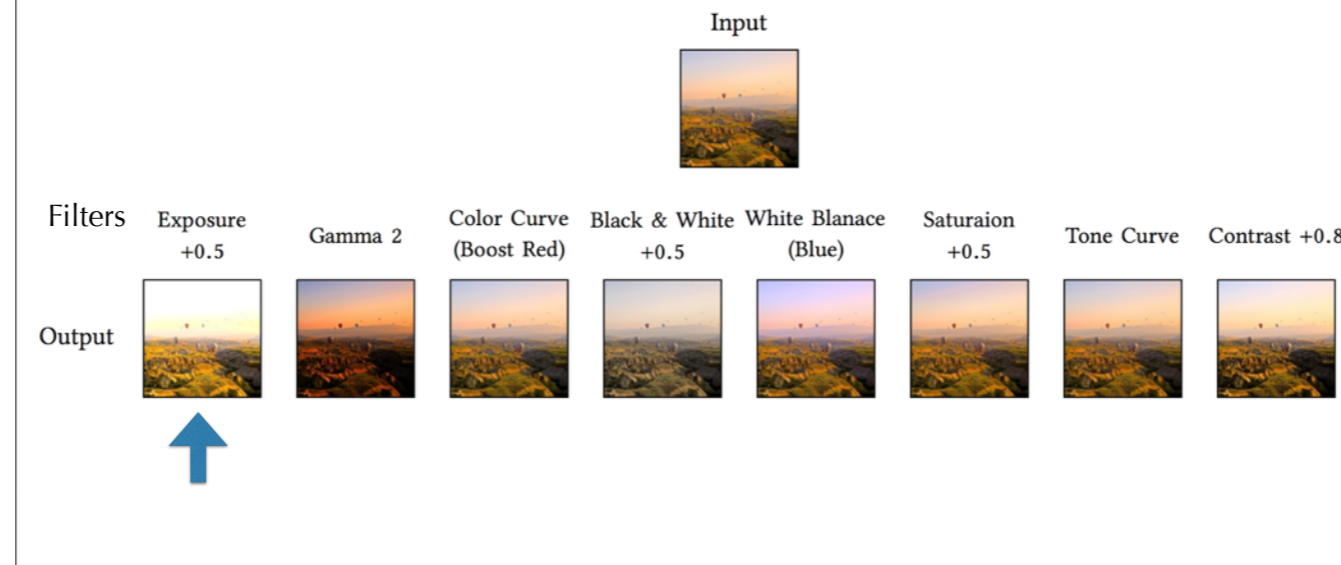 Input
Filters
Exposure
+0.5
Gamma 2
Color Curve
(Boost Red)
Black & White
+0.5
White Blanace
(Blue)
Saturaion
+0.5
Tone Curve
Contrast +0.8
Output